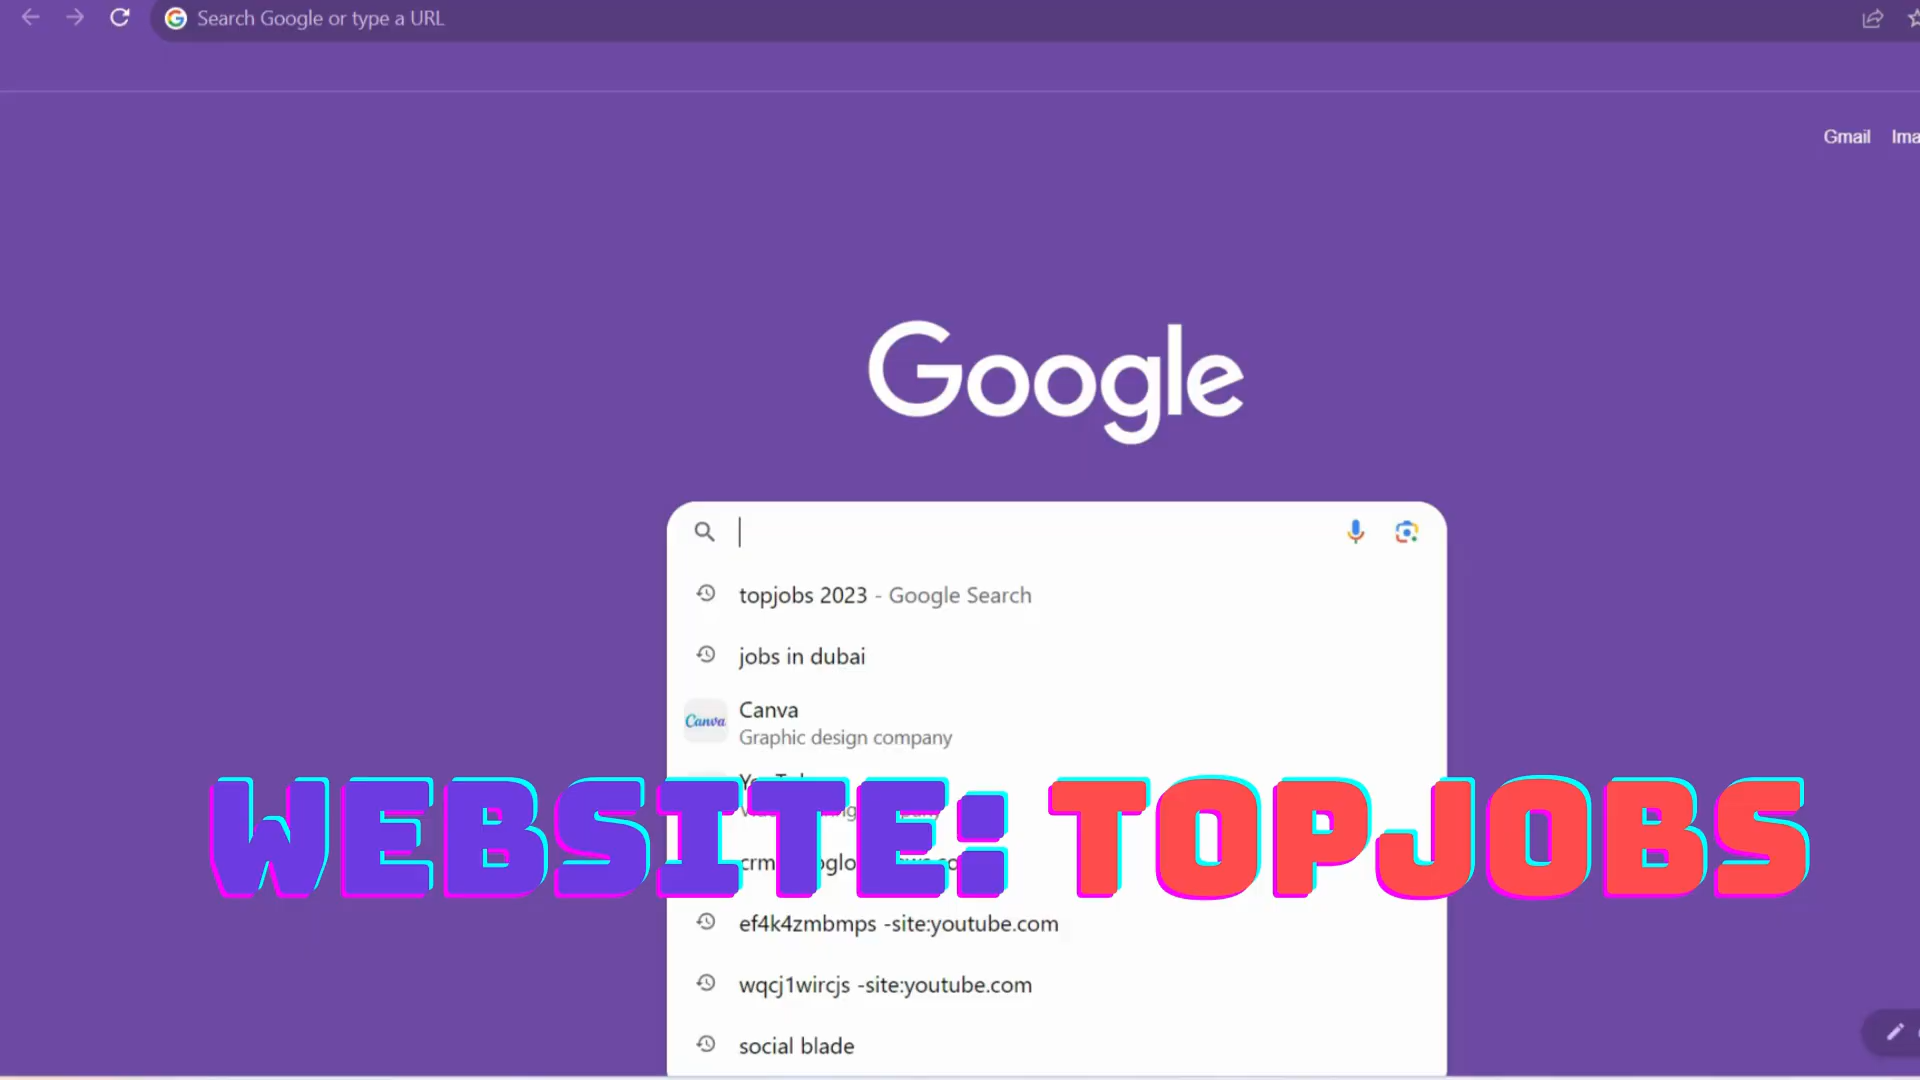 Search Google or type a URL
Gmail
Google
topjobs 2023 - Google Search
jobs in dubai
Canva
Canva
Graphic design company
WEBSITE: TOPJOBS
ef4k4zmbmps -site:youtube.com
wqcj1wircjs -site:youtube.com
social blade